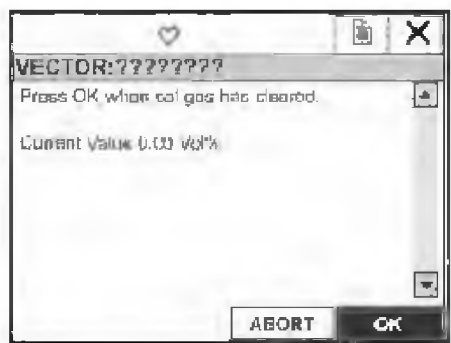 VECTOR:????????
Press OK when cal gas has cleared.
Current Value 0.00 Vol%
ABORT
OK